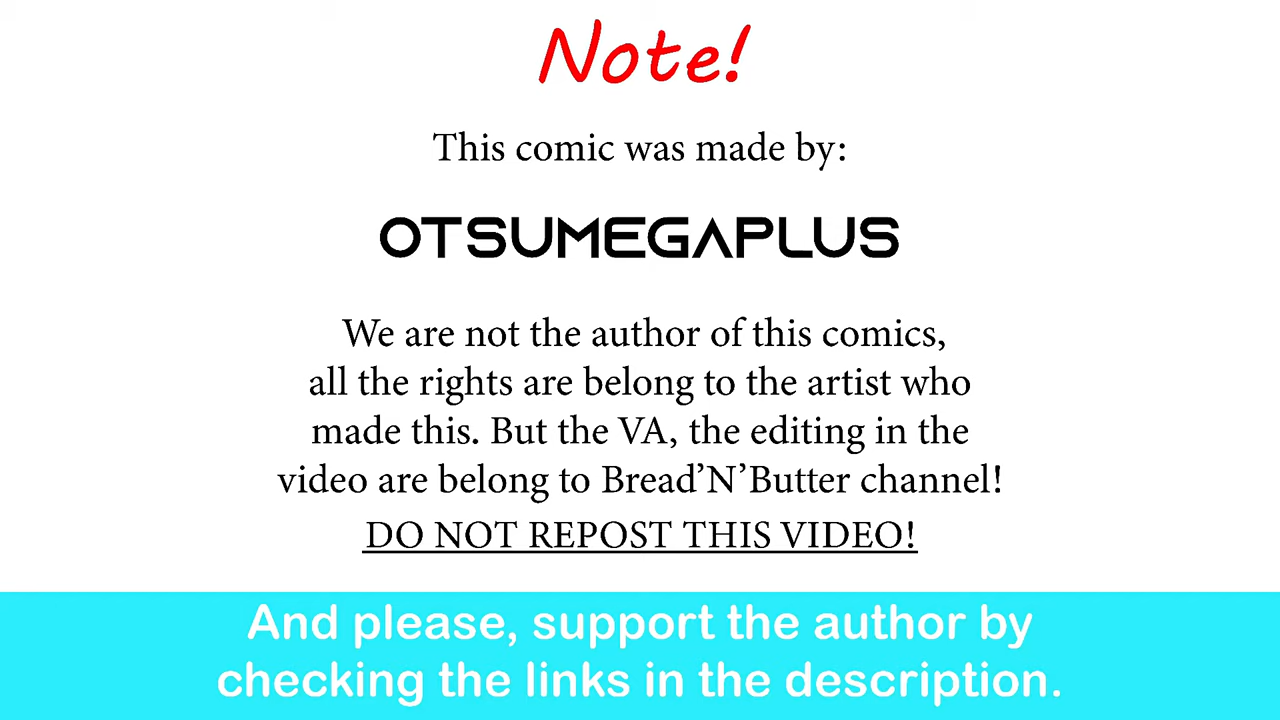 Note!
This comic was made by:
OTSUMEGAPLUS
We are not the author of this comics,
all the rights are belong to the artist who
made this. But the VA, the editing in the
video are belong to Bread’N’Butter channel!
DO NOT REPOST THIS VIDEO!
And please, support the author by
checking the links in the description.